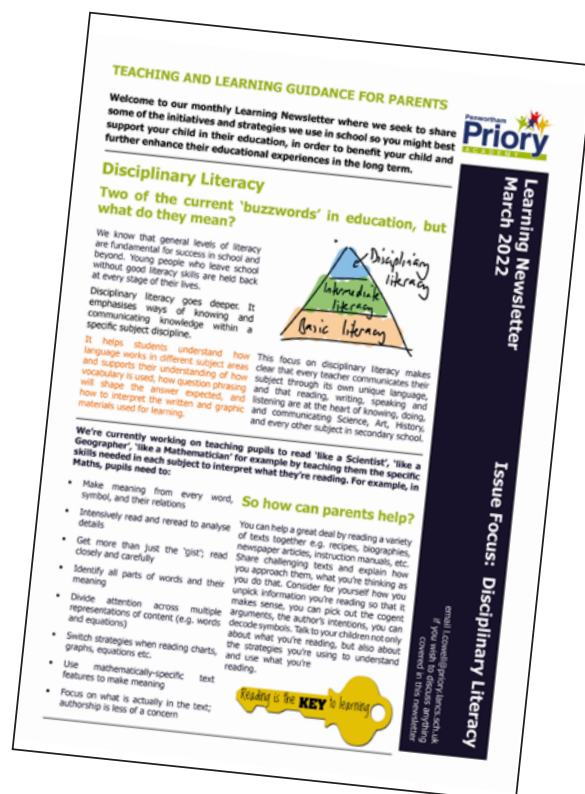 TEACHING AND LEARNING GUIDANCE FOR PARENTS
Welcome to our monthly Learning Newsletter where we seek to share
some of the initiatives and strategies we use in school so you might best
support your child in their education, in order to benefit your child and
further enhance their educational experiences in the long term.
Penwortham
Priory
ACADEMY
Learning Newsletter
March 2022
Issue Focus: Disciplinary Literacy
email l.cowell@priory.lancs.sch.uk
if you wish to discuss anything
covered in this newsletter
Disciplinary Literacy
Two of the current 'buzzwords' in education, but
what do they mean?
We know that general levels of literacy
are fundamental for success in school and
beyond. Young people who leave school
without good literacy skills are held back
at every stage of their lives.
Disciplinary literacy goes deeper. It
emphasises ways of knowing and
communicating knowledge within a
specific subject discipline.
It helps students understand how
language works in different subject areas
and supports their understanding of how
vocabulary is used, how question phrasing
will shape the answer expected, and
how to interpret the written and graphic
materials used for learning.
Disciplinary
literacy
Intermediate
literacy
Basic literacy
This focus on disciplinary literacy makes
clear that every teacher communicates their
subject through its own unique language,
and that reading, writing, speaking and
listening are at the heart of knowing, doing,
and communicating Science, Art, History,
and every other subject in secondary school.
We're currently working on teaching pupils to read 'like a Scientist', 'like a
Geographer', 'like a Mathematician' for example by teaching them the specific
skills needed in each subject to interpret what they're reading. For example, in
Maths, pupils need to:
• Make meaning from every word,
symbol, and their relations
• Intensively read and reread to analyse
details
• Get more than just the 'gist'; read
closely and carefully
• Identify all parts of words and their
meaning
• Divide attention across multiple
representations of content (e.g. words
and equations)
• Switch strategies when reading charts,
graphs, equations etc.
• Use mathematically-specific text
features to make meaning
• Focus on what is actually in the text;
authorship is less of a concern
So how can parents help?
You can help a great deal by reading a variety
of texts together e.g. recipes, biographies,
newspaper articles, instruction manuals, etc.
Share challenging texts and explain how
you approach them, what you're thinking as
you do that. Consider for yourself how you
unpick information you're reading so that it
makes sense, you can pick out the cogent
arguments, the author's intentions, you can
decode symbols. Talk to your children not only
about what you're reading, but also about
the strategies you're using to understand
and use what you're
reading.
Reading is the KEY to learning